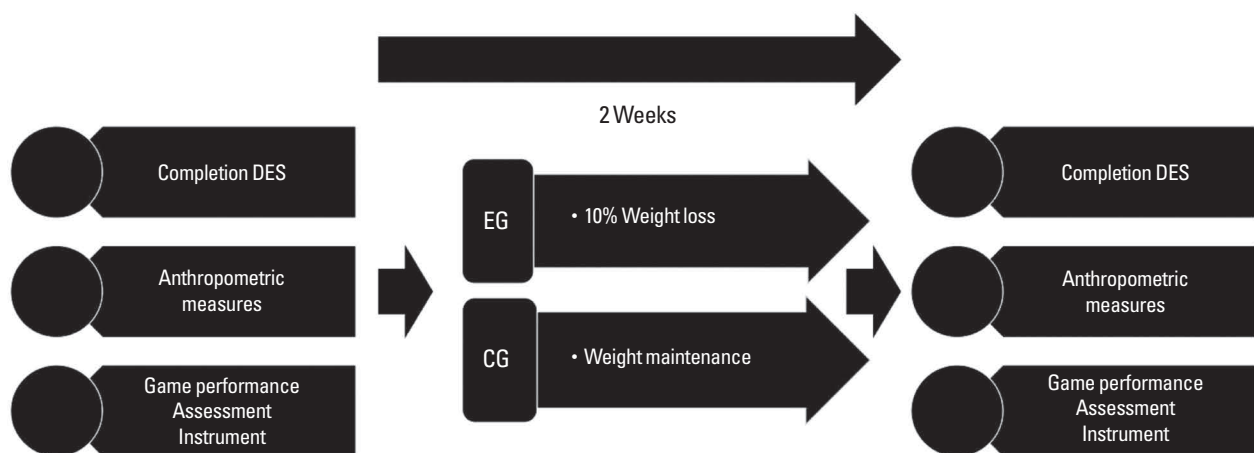 2 Weeks
Completion DES
Anthropometric
measures
Game performance
Assessment
Instrument
EG
• 10% Weight loss
CG
• Weight maintenance
Completion DES
Anthropometric
measures
Game performance
Assessment
Instrument